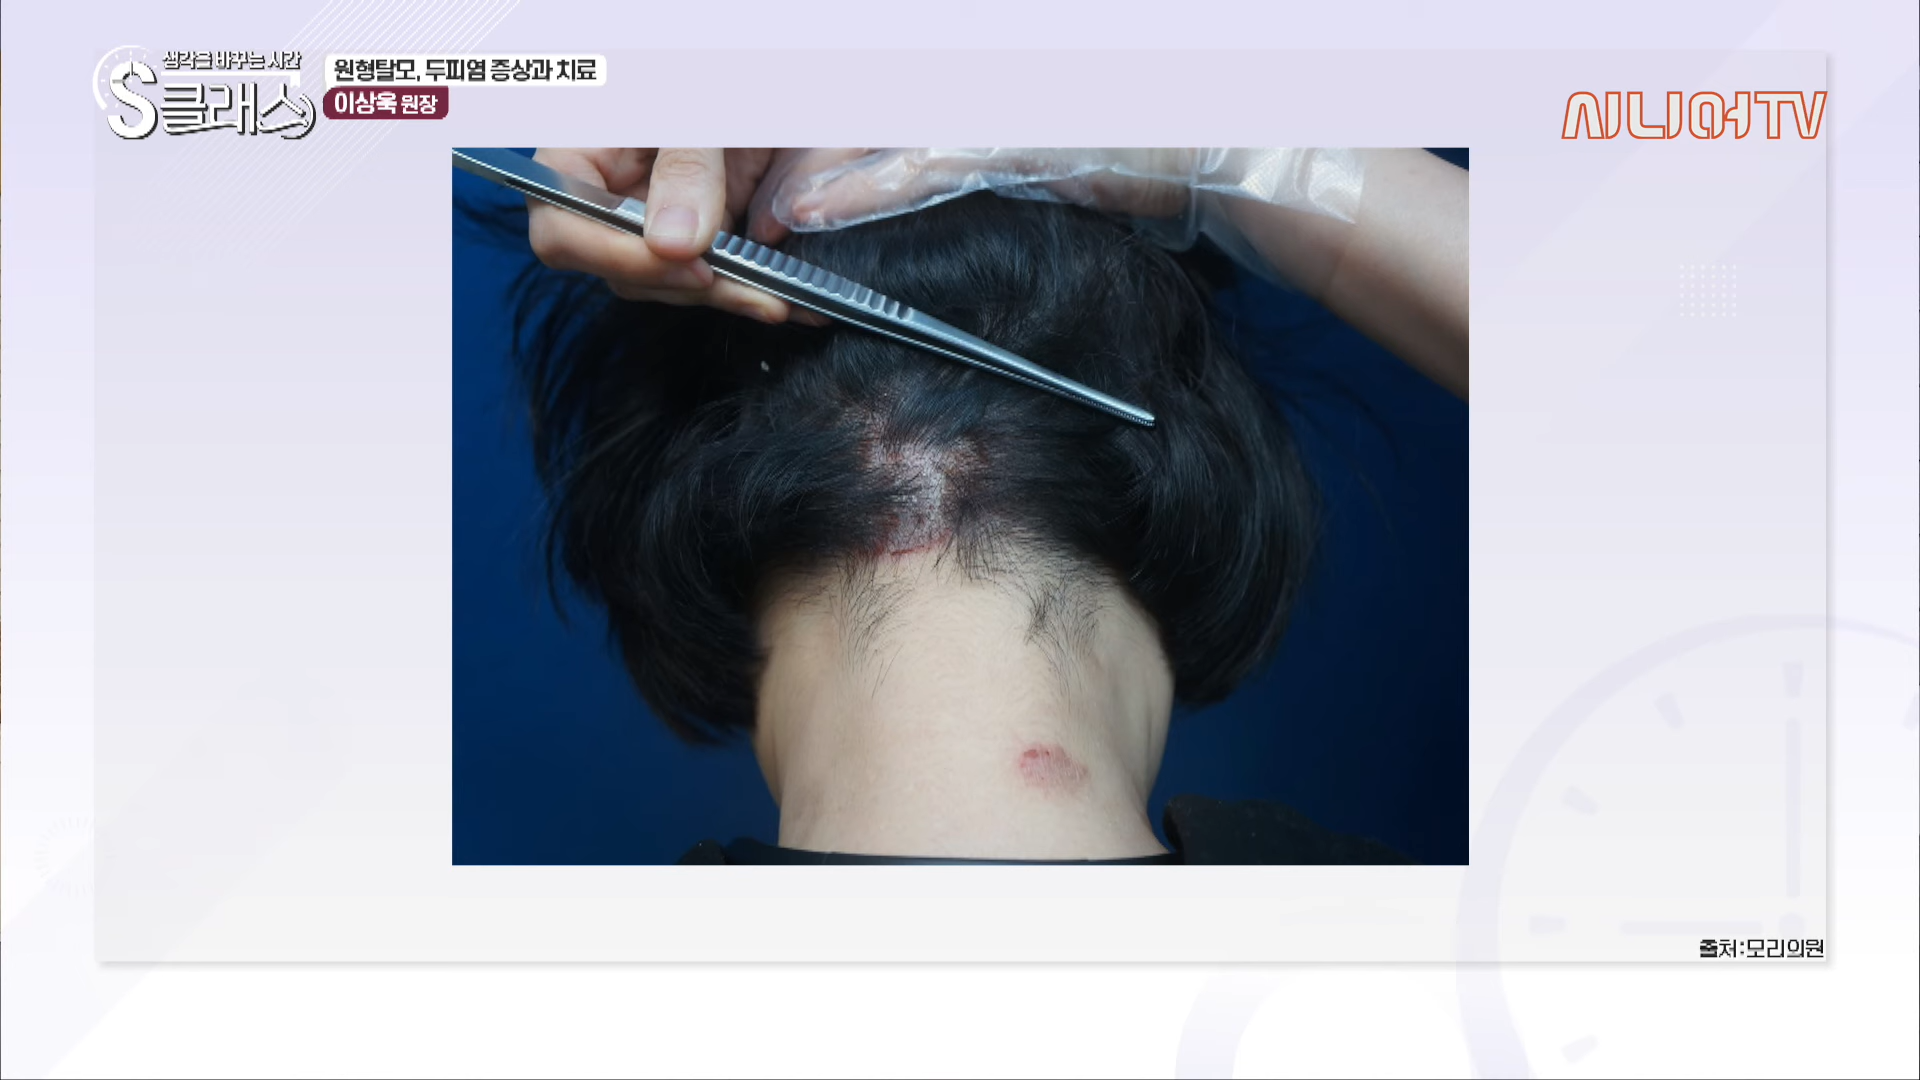 생각을 바꾸는 시간
S클래스
원형탈모, 두피염 증상과 치료
이상욱 원장
시니어TV
출처:모리의원